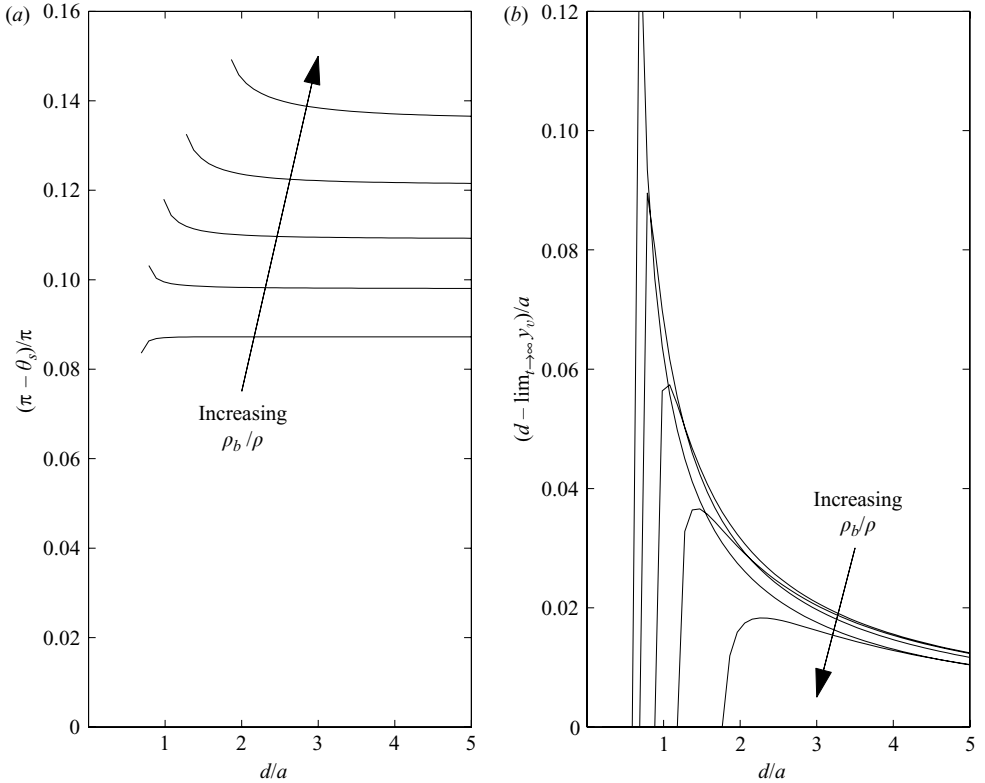 (a)
0.16
0.14
0.12
0.10
0.08
0.06
0.04
0.02
0
(π – θs)/π
Increasing
ρb/ρ
1 2 3 4 5
d/a
(b)
0.12
0.10
0.08
0.06
0.04
0.02
0
(d – limt→∞ yv)/a
Increasing
ρb/ρ
1 2 3 4 5
d/a